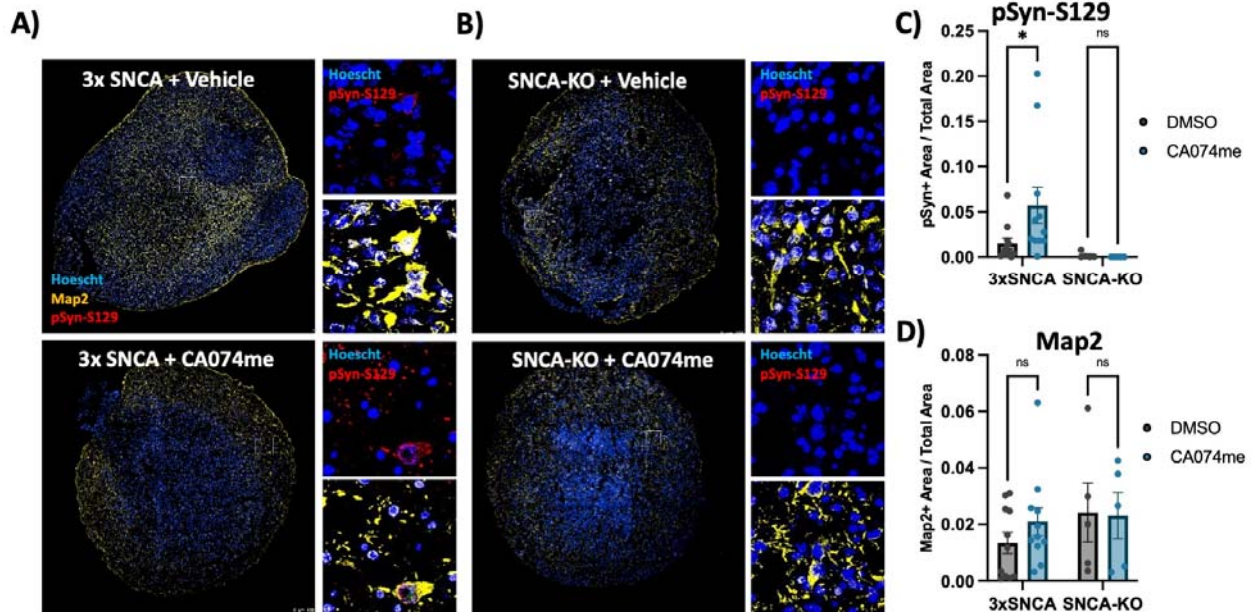 A)
3x SNCA + Vehicle
Hoescht
Map2
pSyn-S129
Hoescht
pSyn-S129
3x SNCA + CA074me
Hoescht
pSyn-S129
B)
SNCA-KO + Vehicle
Hoescht
pSyn-S129
SNCA-KO + CA074me
Hoescht
pSyn-S129
C)
pSyn-S129
pSyn+ Area / Total Area
0.25
0.20
0.15
0.10
0.05
0.00
*
ns
3xSNCA SNCA-KO
DMSO
CA074me
D)
Map2
Map2+ Area / Total Area
0.08
0.06
0.04
0.02
0.00
ns
ns
3xSNCA SNCA-KO
DMSO
CA074me